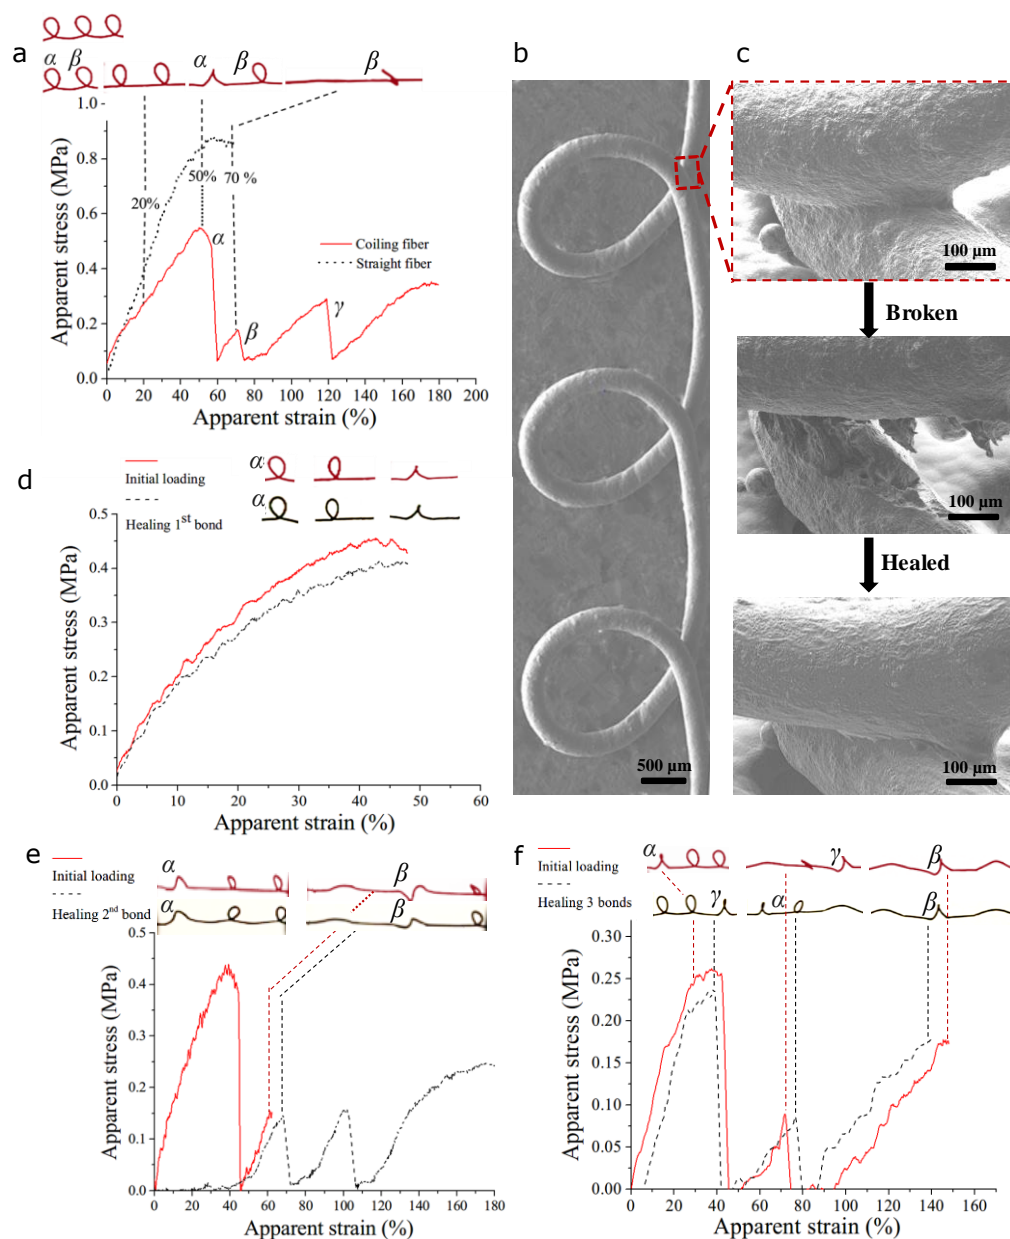 a
α β
α β
β
1.0
0.8
0.6
0.4
0.2
0.0
Apparent stress (MPa)
20%
50%
70 %
α
β
γ
Coiling fiber
Straight fiber
0 20 40 60 80 100 120 140 160 180 200
Apparent strain (%)
b
500 µm
c
100 µm
Broken
100 µm
Healed
100 µm
d
Initial loading
Healing 1st bond
α
α
0.5
0.4
0.3
0.2
0.1
0.0
Apparent stress (MPa)
0 10 20 30 40 50 60
Apparent strain (%)
e
Initial loading
Healing 2nd bond
α
β
α
β
0.5
0.4
0.3
0.2
0.1
0.0
Apparent stress (MPa)
0 20 40 60 80 100 120 140 160 180
Apparent strain (%)
f
Initial loading
Healing 3 bonds
α γ β
γ α β
0.30
0.25
0.20
0.15
0.10
0.05
0.00
Apparent stress (MPa)
0 20 40 60 80 100 120 140 160
Apparent strain (%)